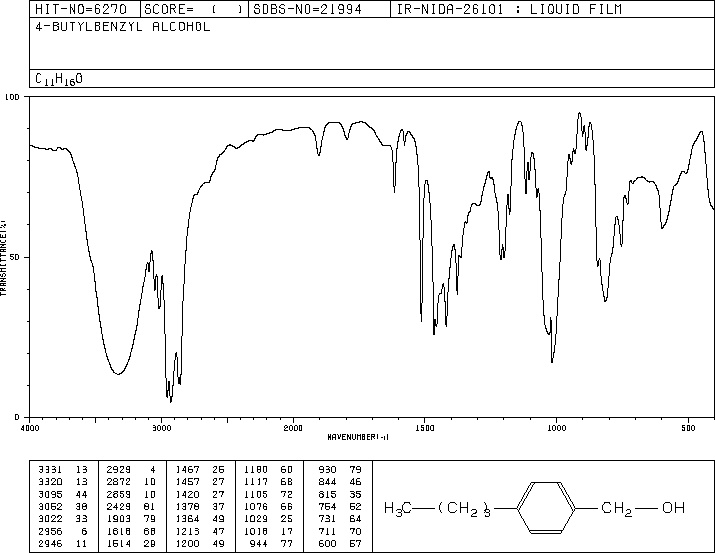 HIT-NO=6270 SCORE= ( ) SDBS-NO=21994 IR-NIDA-26101 : LIQUID FILM
4-BUTYLBENZYL ALCOHOL
C11H16O
100
50
0
TRANSMITTANCE(%)
4000 3000 2000 1500 1000 500
WAVENUMBER(-1)
3331 13 2929 4 1467 26 1180 60 930 79
3320 13 2872 10 1457 27 1117 68 844 46
3095 44 2859 10 1420 27 1105 72 815 35
3052 38 2429 81 1378 37 1076 66 754 52
3022 33 1903 79 1364 49 1029 25 731 64
2956 6 1618 68 1213 47 1018 17 711 70
2946 11 1514 29 1200 49 944 77 600 57
H3C—(CH2)3 CH2—OH